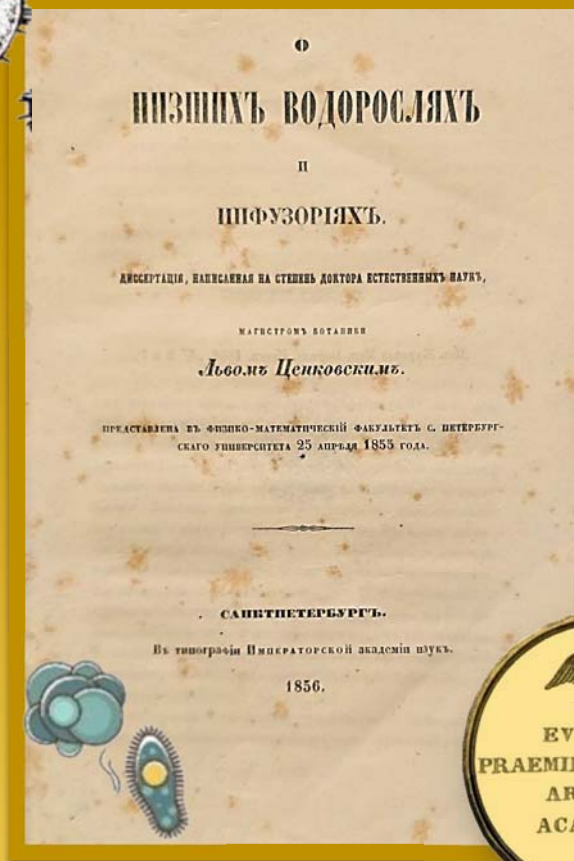 О
НИЗШИХЪ ВОДОРОСЛЯХЪ
И
ИНФУЗОРІЯХЪ.
ДИССЕРТАЦІЯ, НАПИСАННАЯ НА СТЕПЕНЬ ДОКТОРА ЕСТЕСТВЕННЫХЪ НАУКЪ,
МАГИСТРОМЪ БОТАНИКИ
Львомъ Ценковскимъ.
ПРЕДСТАВЛЕНА ВЪ ФИЗИКО-МАТЕМАТИЧЕСКІЙ ФАКУЛЬТЕТЪ С. ПЕТЕРБУРГ-
СКАГО УНИВЕРСИТЕТА 25 АПРѢЛЯ 1855 ГОДА.
САНКТПЕТЕРБУРГЪ.
Въ типографіи Императорской академіи наукъ.
1856.
EV
PRAEMI
AR
ACA